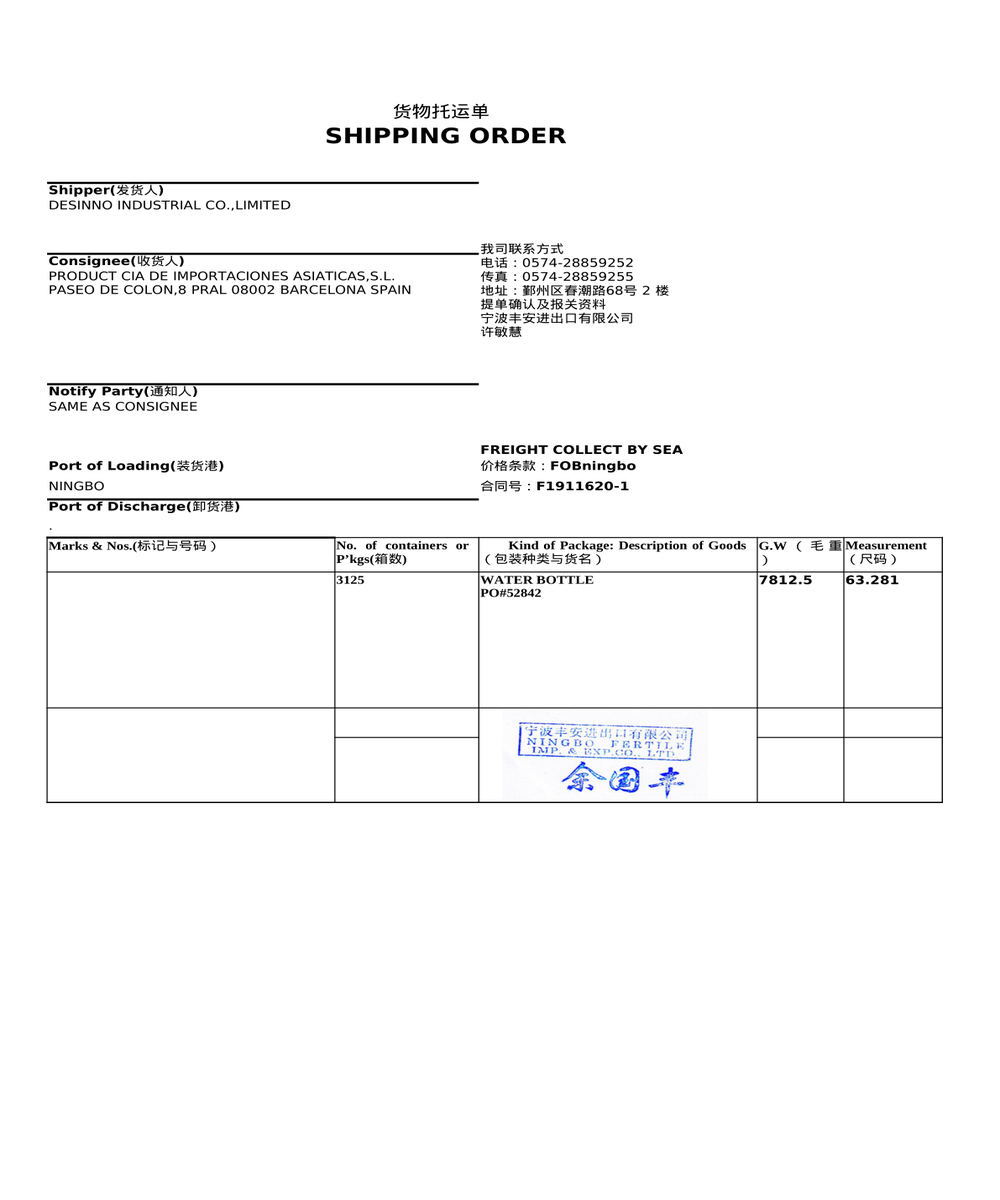 货物托运单
SHIPPING ORDER
Shipper(发货人)
DESINNO INDUSTRIAL CO.,LIMITED
Consignee(收货人)
PRODUCT CIA DE IMPORTACIONES ASIATICAS,S.L.
PASEO DE COLON,8 PRAL 08002 BARCELONA SPAIN
我司联系方式
电话：0574-28859252
传真：0574-28859255
地址：鄞州区春潮路68号 2 楼
提单确认及报关资料
宁波丰安进出口有限公司
许敏慧
Notify Party(通知人)
SAME AS CONSIGNEE
FREIGHT COLLECT BY SEA
Port of Loading(装货港)
价格条款：FOBningbo
NINGBO
合同号：F1911620-1
Port of Discharge(卸货港)
.
Marks & Nos.(标记与号码）
No. of containers or
P'kgs(箱数)
Kind of Package: Description of Goods
（包装种类与货名）
G.W（毛重
）
Measurement
（尺码）
3125
WATER BOTTLE
PO#52842
7812.5
63.281
宁波丰安进出口有限公司
NINGBO FERTILE
IMP. & EXP.CO., LTD
余国丰